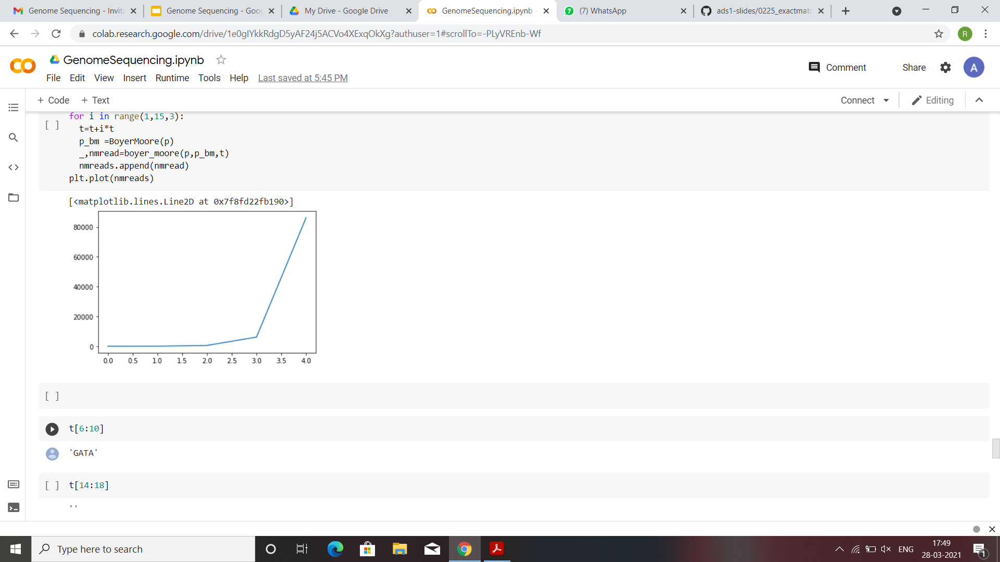 Genome Sequencing - Invita
Genome Sequencing - Goog
My Drive - Google Drive
GenomeSequencing.ipynb -
(7) WhatsApp
ads1-slides/0225_exactmatc
colab.research.google.com/drive/1e0gIYkkRdgD5yAF24j5ACVo4XExqOkXg?authuser=1#scrollTo=-PLyVREnb-Wf
R
GenomeSequencing.ipynb
Comment
Share
A
File Edit View Insert Runtime Tools Help Last saved at 5:45 PM
+ Code + Text
Connect
Editing
for i in range(1,15,3):
[ ]
t=t+i*t
p_bm =BoyerMoore(p)
_,nmread=boyer_moore(p,p_bm,t)
nmreads.append(nmread)
plt.plot(nmreads)
[<matplotlib.lines.Line2D at 0x7f8fd22fb190>]
80000
60000
40000
20000
0
0.0 0.5 1.0 1.5 2.0 2.5 3.0 3.5 4.0
[ ]
t[6:10]
'GATA'
[ ] t[14:18]
''
Type here to search
ENG
17:49
28-03-2021
1